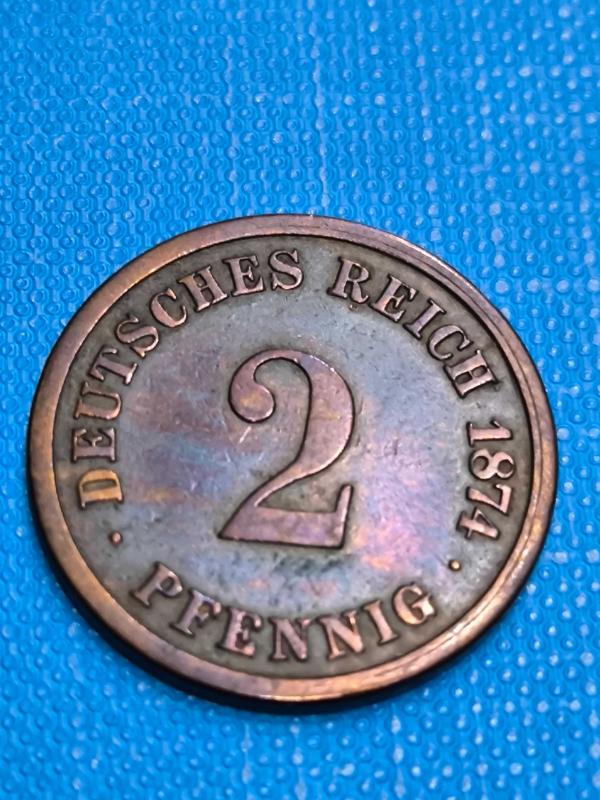 DEUTSCHES REICH 1874
2
PFENNIG